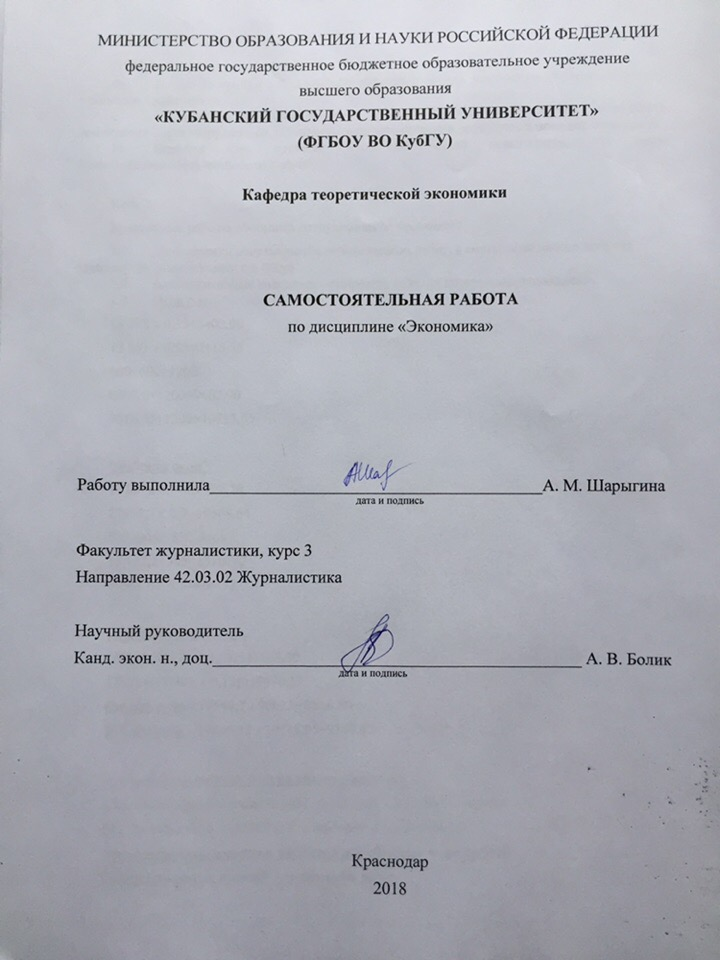 МИНИСТЕРСТВО ОБРАЗОВАНИЯ И НАУКИ РОССИЙСКОЙ ФЕДЕРАЦИИ
федеральное государственное бюджетное образовательное учреждение
высшего образования
«КУБАНСКИЙ ГОСУДАРСТВЕННЫЙ УНИВЕРСИТЕТ»
(ФГБОУ ВО КубГУ)
Кафедра теоретической экономики
САМОСТОЯТЕЛЬНАЯ РАБОТА
по дисциплине «Экономика»
Работу выполнила А. М. Шарыгина
дата и подпись
Факультет журналистики, курс 3
Направление 42.03.02 Журналистика
Научный руководитель
Канд. экон. н., доц. А. В. Болик
дата и подпись
Краснодар
2018